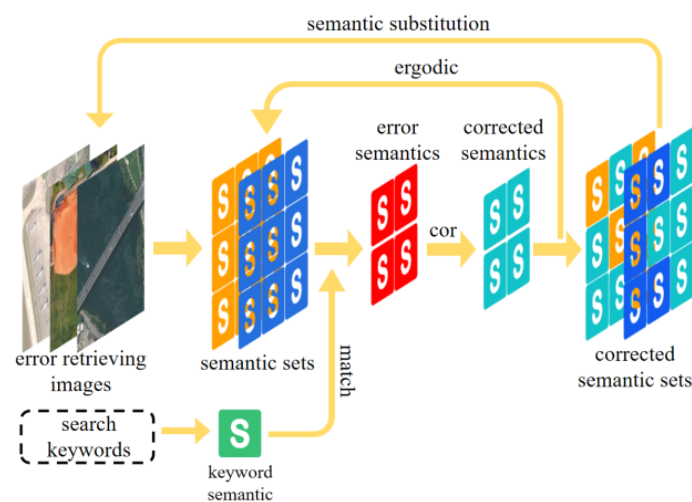 semantic substitution
ergodic
error
semantics
corrected
semantics
cor
match
error retrieving
images
semantic sets
corrected
semantic sets
search
keywords
S
keyword
semantic